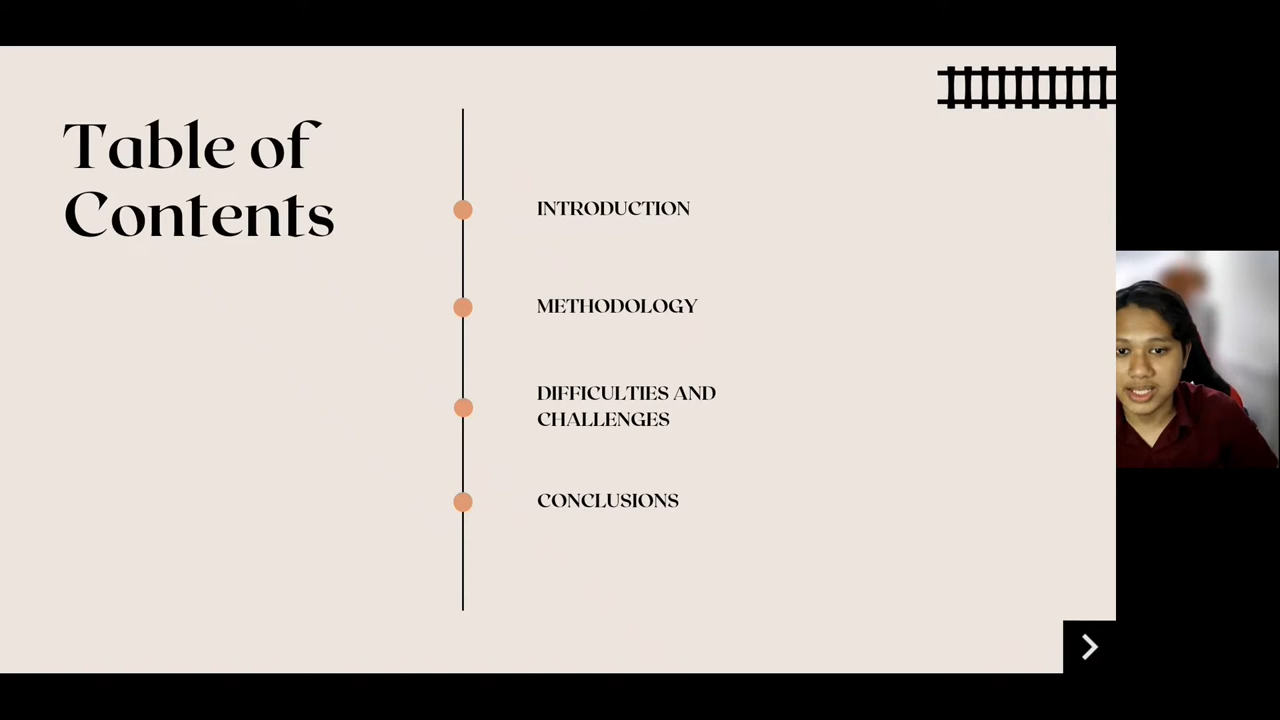 Table of
Contents
INTRODUCTION
METHODOLOGY
DIFFICULTIES AND
CHALLENGES
CONCLUSIONS